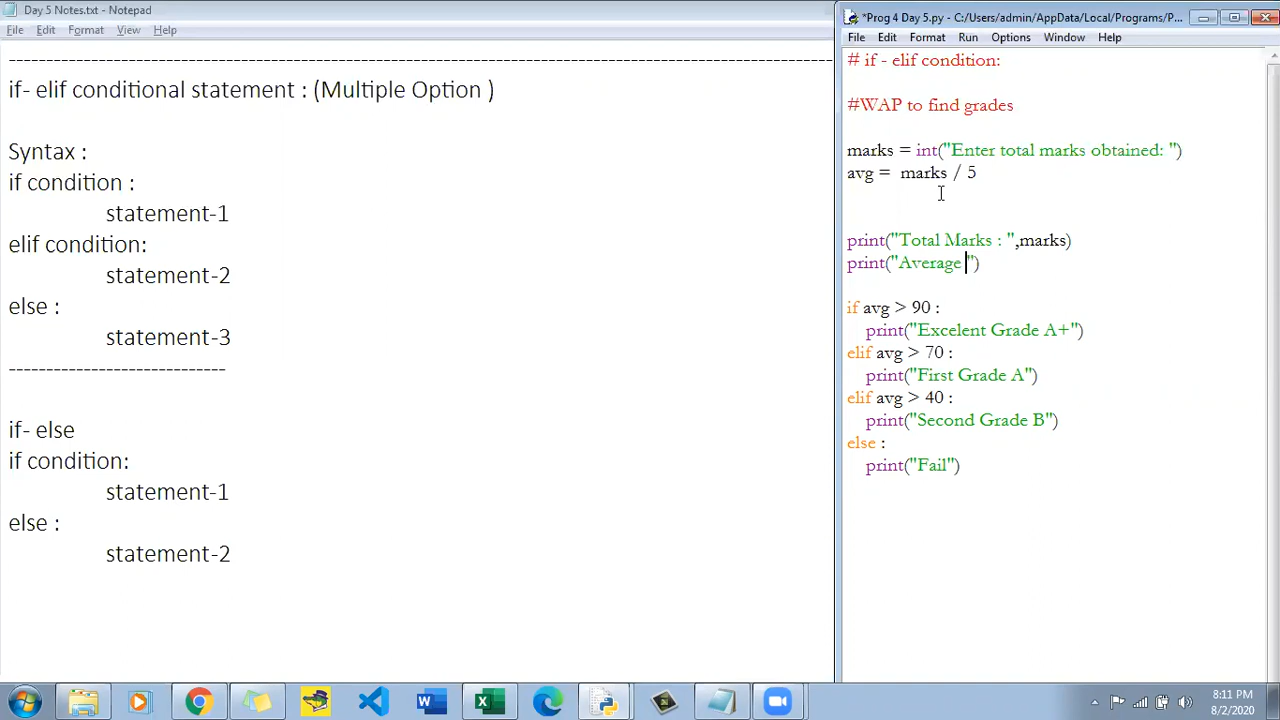 Day 5 Notes.txt - Notepad
File Edit Format View Help
--------------------------------------------------------------------------------------------------------------
if- elif conditional statement : (Multiple Option )
Syntax :
if condition :
statement-1
elif condition:
statement-2
else :
statement-3
-----------------------------
if- else
if condition:
statement-1
else :
statement-2
*Prog 4 Day 5.py - C:/Users/admin/AppData/Local/Programs/P...
File Edit Format Run Options Window Help
# if - elif condition:
#WAP to find grades
marks = int("Enter total marks obtained: ")
avg =  marks / 5
print("Total Marks : ",marks)
print("Average ")
if avg > 90 :
print("Excelent Grade A+")
elif avg > 70 :
print("First Grade A")
elif avg > 40 :
print("Second Grade B")
else :
print("Fail")
8:11 PM
8/2/2020